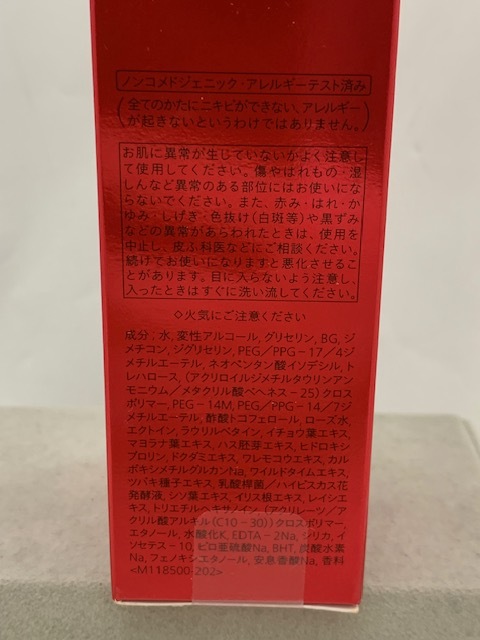 ノンコメドジェニック・アレルギーテスト済み
(全てのかたにニキビができない、アレルギー
が起きないというわけではありません。)
お肌に異常が生じていないかよく注意し
て使用してください。傷やはれもの・湿
しんなど異常のある部位にはお使いになら
ないでください。また、赤み・はれ・か
ゆみ・しげき・色抜け(白斑等)や黒ずみ
などの異常があらわれたときは、使用を
中止し、皮ふ科医などにご相談ください。
続けてお使いになりますと悪化させるこ
とがあります。目に入らないよう注意し、
入ったときはすぐに洗い流してください。
◇火気にご注意ください
成分:水, 変性アルコール, グリセリン, BG, ジ
メチコン, ジグリセリン, PEG/PPG-17/4ジ
メチルエーテル, ネオペンタン酸イソデシル, ト
レハロース, (アクリロイルジメチルタウリンアン
モニウム/メタクリル酸ベヘネス-25)クロス
ポリマー, PEG-14M, PEG/PPG-14/7ジ
メチルエーテル, 酢酸トコフェロール, ローズ水
エクトイン, ラウリルベタイン, イチョウ葉エキス,
マヨラナ葉エキス, ハス胚芽エキス, ヒドロキシ
プロリン, ドクダミエキス, ワレモコウエキス, カル
ボキシメチルグルカンNa, ワイルドタイムエキス,
ツバキ種子エキス, 乳酸桿菌/ハイビスカス花
発酵液, シソ葉エキス, イリス根エキス, レイシエ
キス, トリエチルヘキサノイン, (アクリレーツ/ア
クリル酸アルキル(C10-30))クロスポリマー,
エタノール, 水酸化K, EDTA-2Na, シリカ, イ
ソセテス-10, ピロ亜硫酸Na, BHT, 炭酸水素
Na, フェノキシエタノール, 安息香酸Na, 香料
<M118500-202>